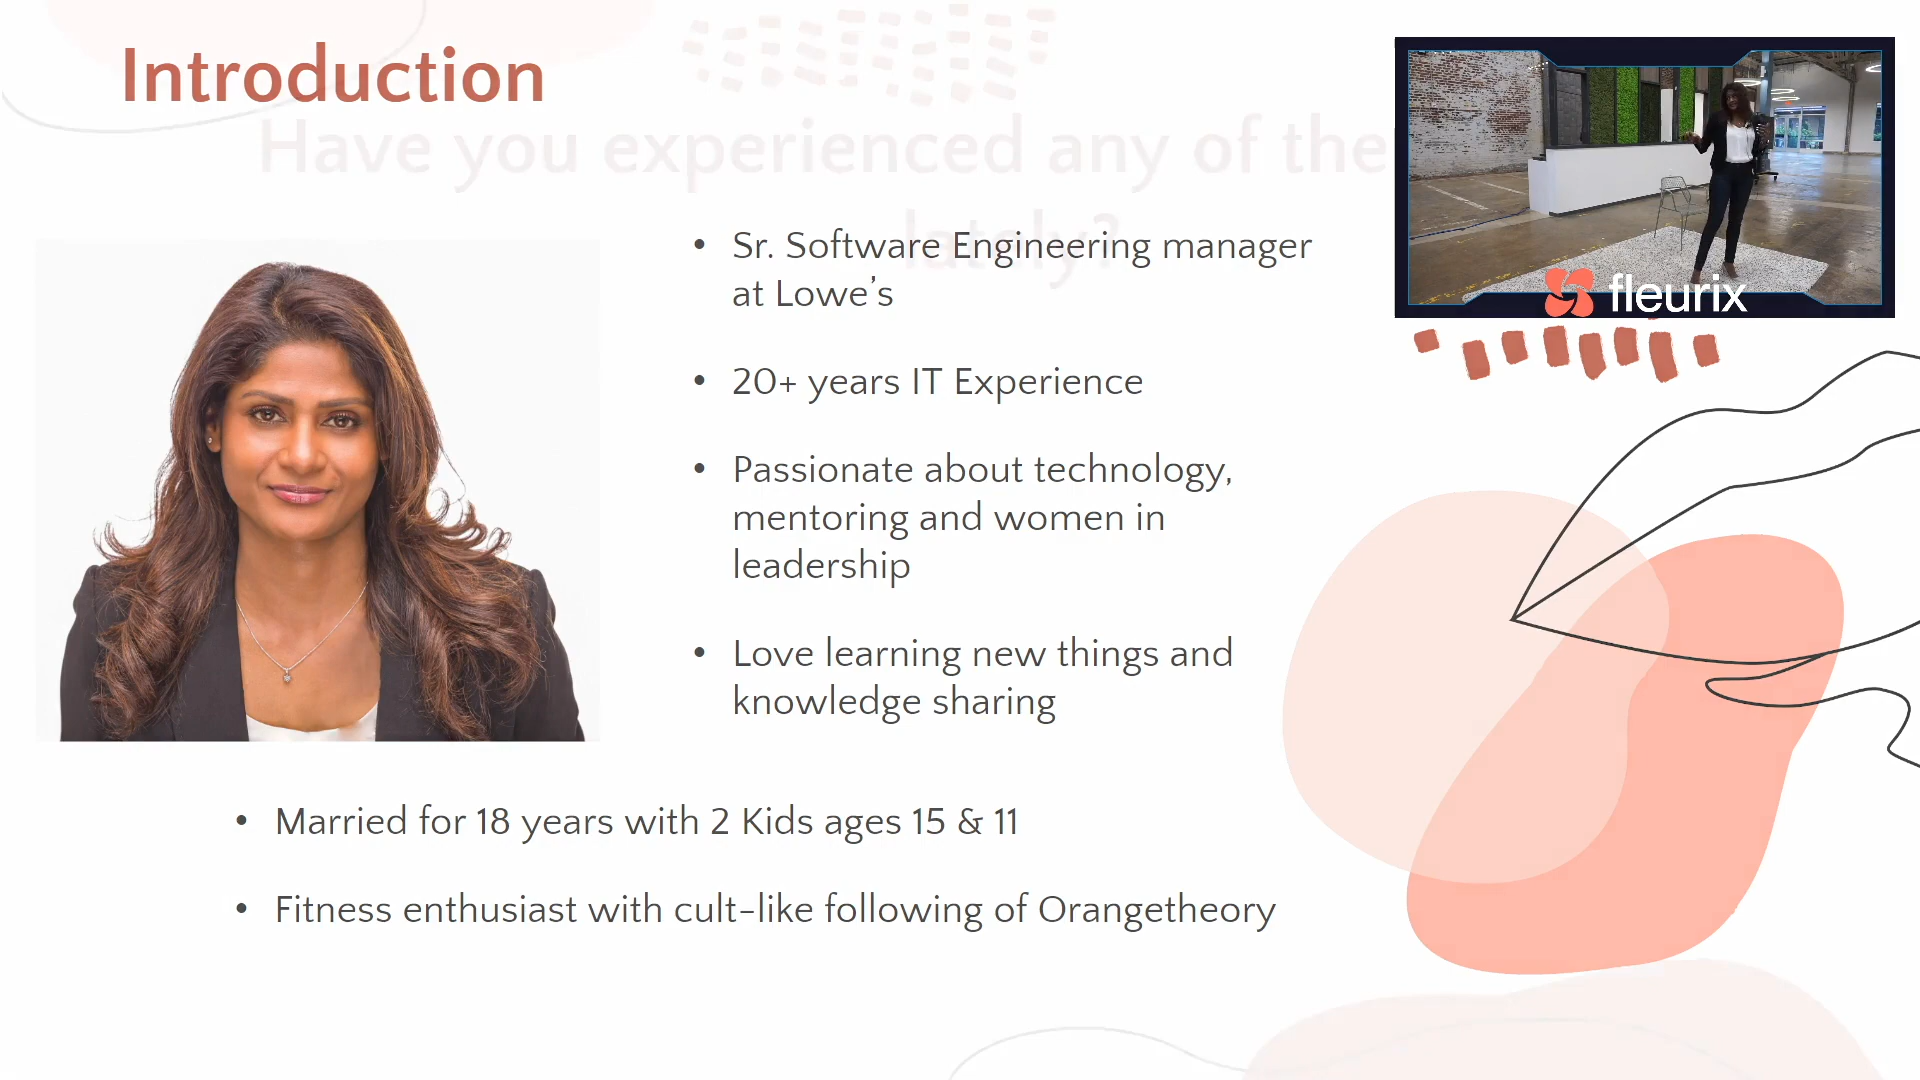 Introduction
Have you experienced any of the
lately?
• Sr. Software Engineering manager
at Lowe’s
• 20+ years IT Experience
• Passionate about technology,
mentoring and women in
leadership
• Love learning new things and
knowledge sharing
• Married for 18 years with 2 Kids ages 15 & 11
• Fitness enthusiast with cult-like following of Orangetheory
fleurix